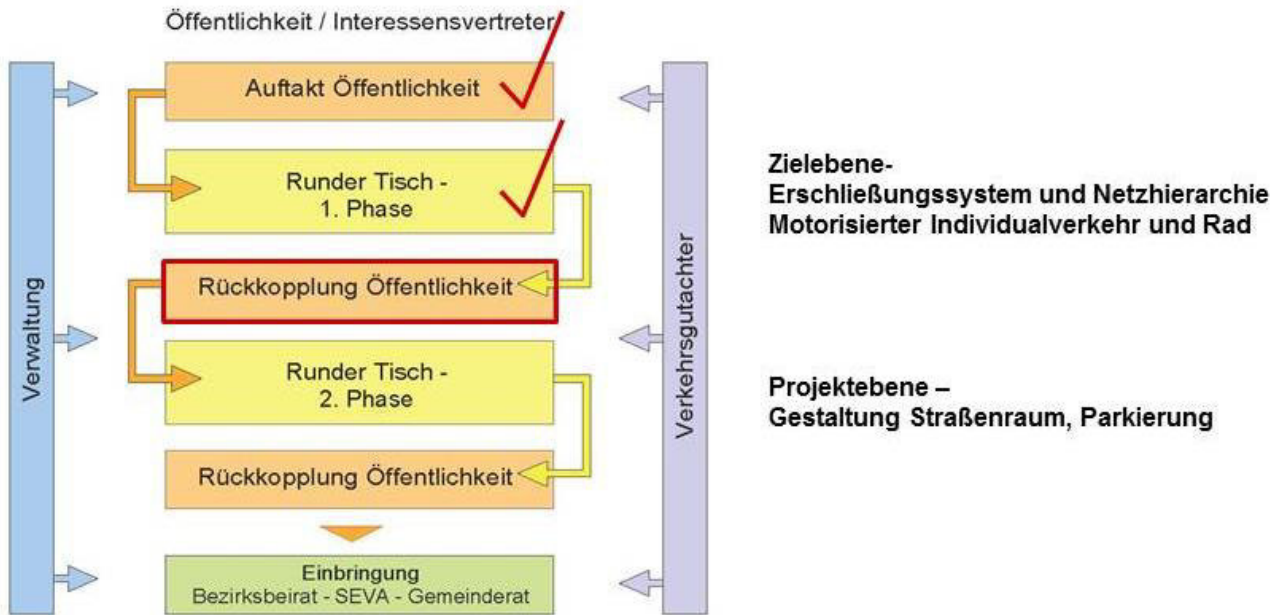 Öffentlichkeit / Interessensvertreter
Verwaltung
Auftakt Öffentlichkeit
Runder Tisch -
1. Phase
Rückkopplung Öffentlichkeit
Runder Tisch -
2. Phase
Rückkopplung Öffentlichkeit
Einbringung
Bezirksbeirat - SEVA - Gemeinderat
Verkehrsgutachter
Zielebene-
Erschließungssystem und Netzhierarchie
Motorisierter Individualverkehr und Rad
Projektebene –
Gestaltung Straßenraum, Parkierung